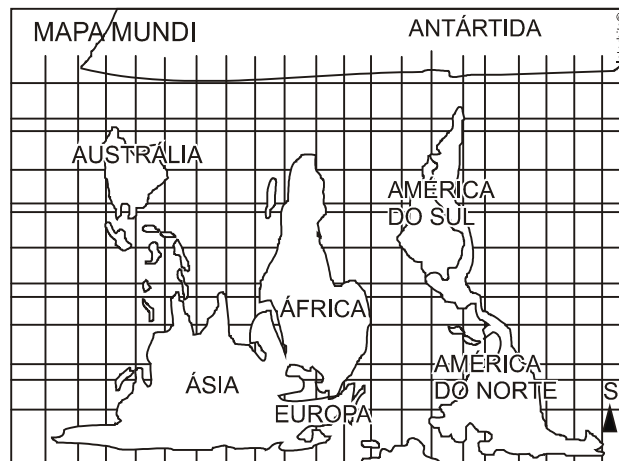 MAPA MUNDI
ANTÁRTIDA
AUSTRÁLIA
AMÉRICA
DO SUL
ÁFRICA
ÁSIA
EUROPA
AMÉRICA
DO NORTE
S